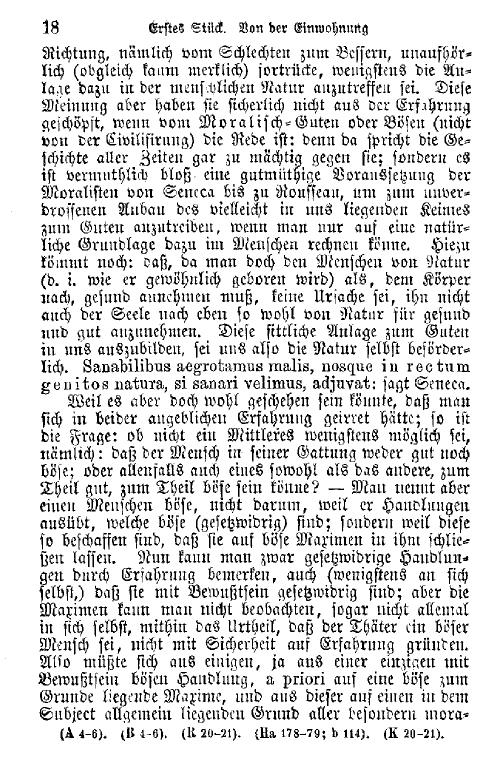 18 Erstes Stück. Von der Einwohnung
Richtung, nämlich vom Schlechten zum Bessern, unaufhör-
lich (obgleich kaum merklich) fortrücke, wenigstens die An-
lage dazu in der menschlichen Natur anzutreffen sei. Diese
Meinung aber haben sie sicherlich nicht aus der Erfahrung
geschöpft, wenn vom Moralisch-Guten oder Bösen (nicht
von der Civilisirung) die Rede ist: denn da spricht die Ge-
schichte aller Zeiten gar zu mächtig gegen sie; sondern es
ist vermuthlich bloß eine gutmüthige Voraussetzung der
Moralisten von Seneca bis zu Rousseau, um zum unver-
drossenen Anbau des vielleicht in uns liegenden Keimes
zum Guten anzutreiben, wenn man nur auf eine natür-
liche Grundlage dazu im Menschen rechnen könne. Hiezu
kömmt noch: daß, da man doch den Menschen von Natur
(d. i. wie er gewöhnlich geboren wird) als, dem Körper
nach, gesund annehmen muß, keine Ursache sei, ihn nicht
auch der Seele nach eben so wohl von Natur für gesund
und gut anzunehmen. Diese sittliche Anlage zum Guten
in uns auszubilden, sei uns also die Natur selbst beförder-
lich. Sanabilibus aegrotamus malis, nosque in rectum
genitos natura, si sanari velimus, adjuvat: sagt Seneca.
Weil es aber doch wohl geschehen sein könnte, daß man
sich in beider angeblichen Erfahrung geirret hätte; so ist
die Frage: ob nicht ein Mittleres wenigstens möglich sei,
nämlich: daß der Mensch in seiner Gattung weder gut noch
böse; oder allenfalls auch eines sowohl als das andere, zum
Theil gut, zum Theil böse sein könne? — Man nennt aber
einen Menschen böse, nicht darum, weil er Handlungen
ausübt, welche böse (gesetzwidrig) sind; sondern weil diese
so beschaffen sind, daß sie auf böse Maximen in ihm schlie-
ßen lassen. Nun kann man zwar gesetzwidrige Handlun-
gen durch Erfahrung bemerken, auch (wenigstens an sich
selbst,) daß sie mit Bewußtsein gesetzwidrig sind; aber die
Maximen kann man nicht beobachten, sogar nicht allemal
in sich selbst, mithin das Urtheil, daß der Thäter ein böser
Mensch sei, nicht mit Sicherheit auf Erfahrung gründen.
Also müßte sich aus einigen, ja aus einer einzigen mit
Bewußtsein bösen Handlung, a priori auf eine böse zum
Grunde liegende Maxime, und aus dieser auf einen in dem
Subject allgemein liegenden Grund aller besondern mora-
(A 4-6). (B 4-6). (R 20-21). (Ha 178-79; b 114). (K 20-21).